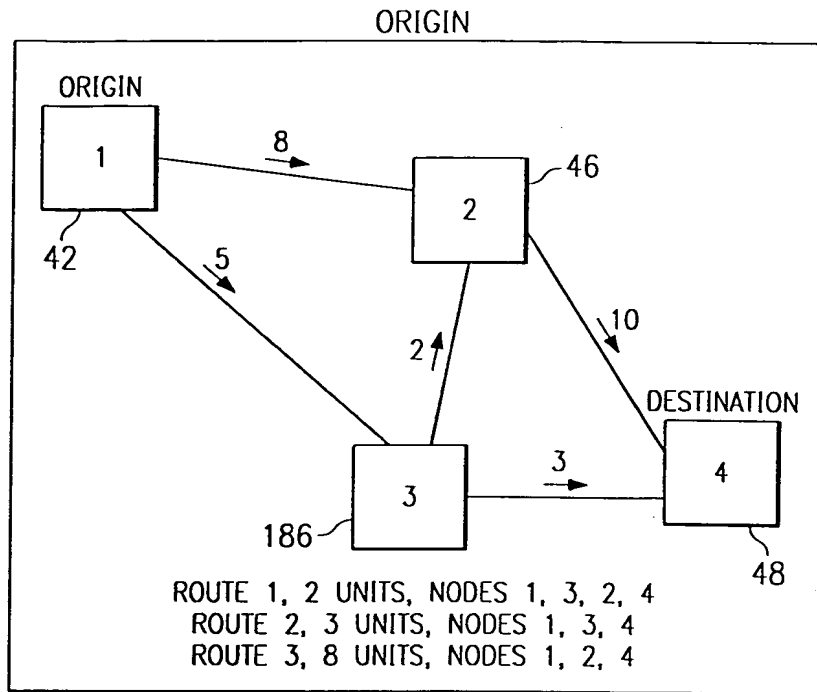 ORIGIN
ORIGIN
1
8
46
2
42
5
10
2
DESTINATION
3
3
4
186
48
ROUTE 1, 2 UNITS, NODES 1, 3, 2, 4
ROUTE 2, 3 UNITS, NODES 1, 3, 4
ROUTE 3, 8 UNITS, NODES 1, 2, 4